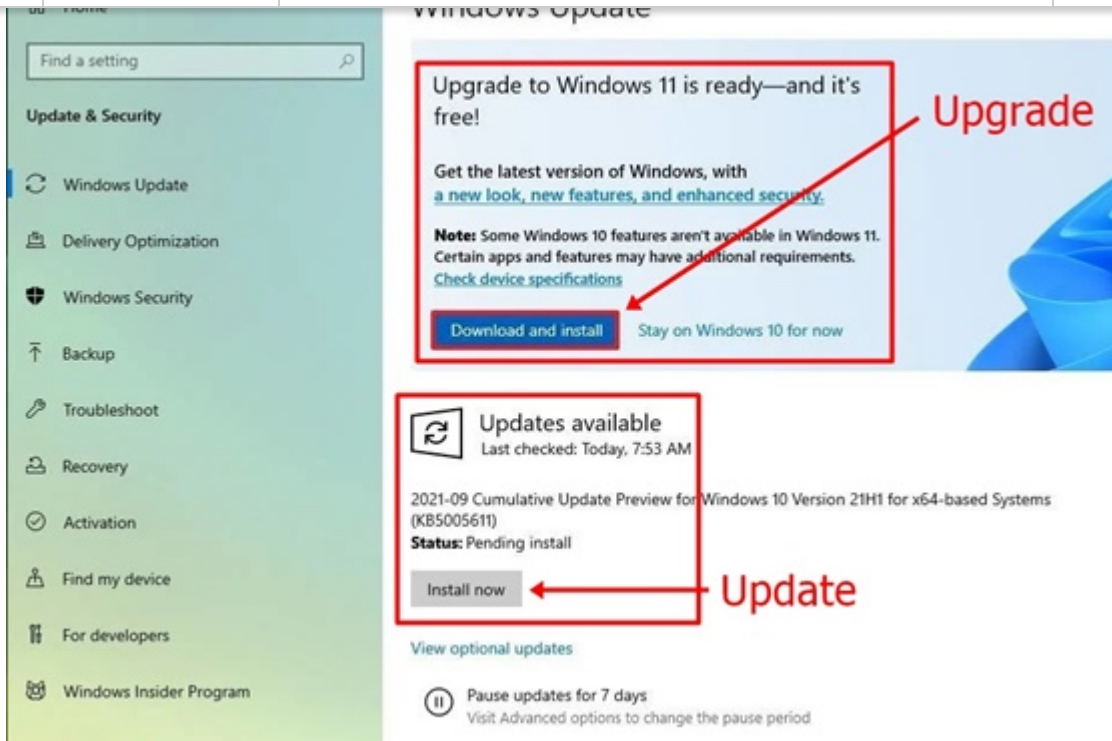 Home
Windows Update
Find a setting
Update & Security
Windows Update
Delivery Optimization
Windows Security
Backup
Troubleshoot
Recovery
Activation
Find my device
For developers
Windows Insider Program
Upgrade to Windows 11 is ready—and it's
free!
Upgrade
Get the latest version of Windows, with
a new look, new features, and enhanced security.
Note: Some Windows 10 features aren't available in Windows 11.
Certain apps and features may have additional requirements.
Check device specifications
Download and install
Stay on Windows 10 for now
Updates available
Last checked: Today, 7:53 AM
2021-09 Cumulative Update Preview for Windows 10 Version 21H1 for x64-based Systems
(KB5005611)
Status: Pending install
Install now
Update
View optional updates
Pause updates for 7 days
Visit Advanced options to change the pause period